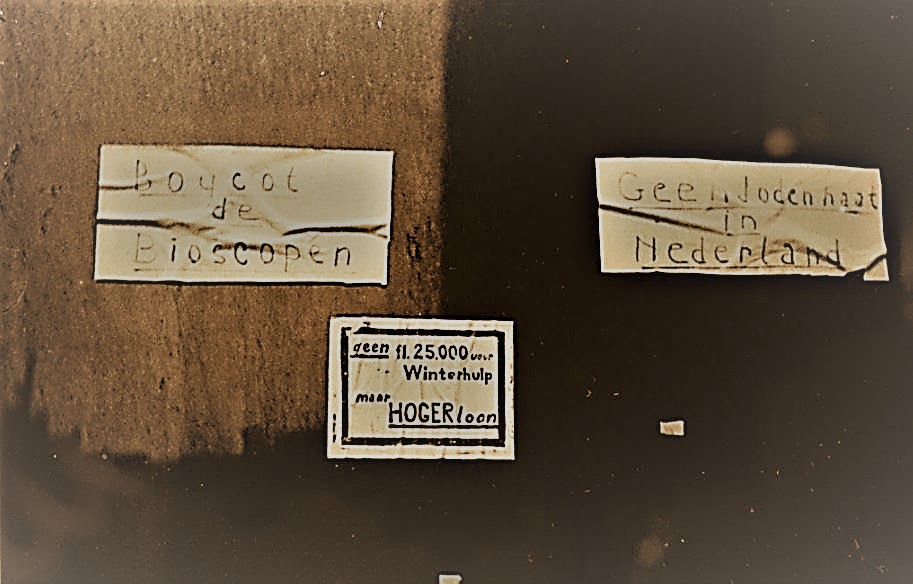 Boycot
de
Bioscopen
Geen Jodenhaat
in
Nederland
geen fl. 25.000 voor
Winterhulp
maar
HOGER loon